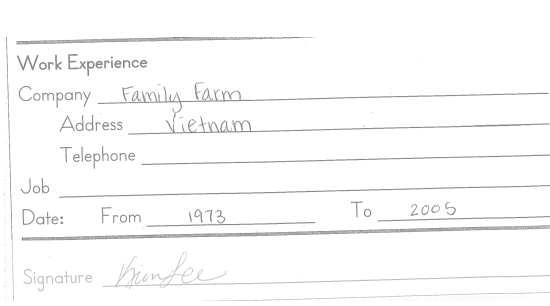 Work Experience
Company Family Farm
Address Vietnam
Telephone
Job
Date: From 1973 To 2005
Signature Kim Lee